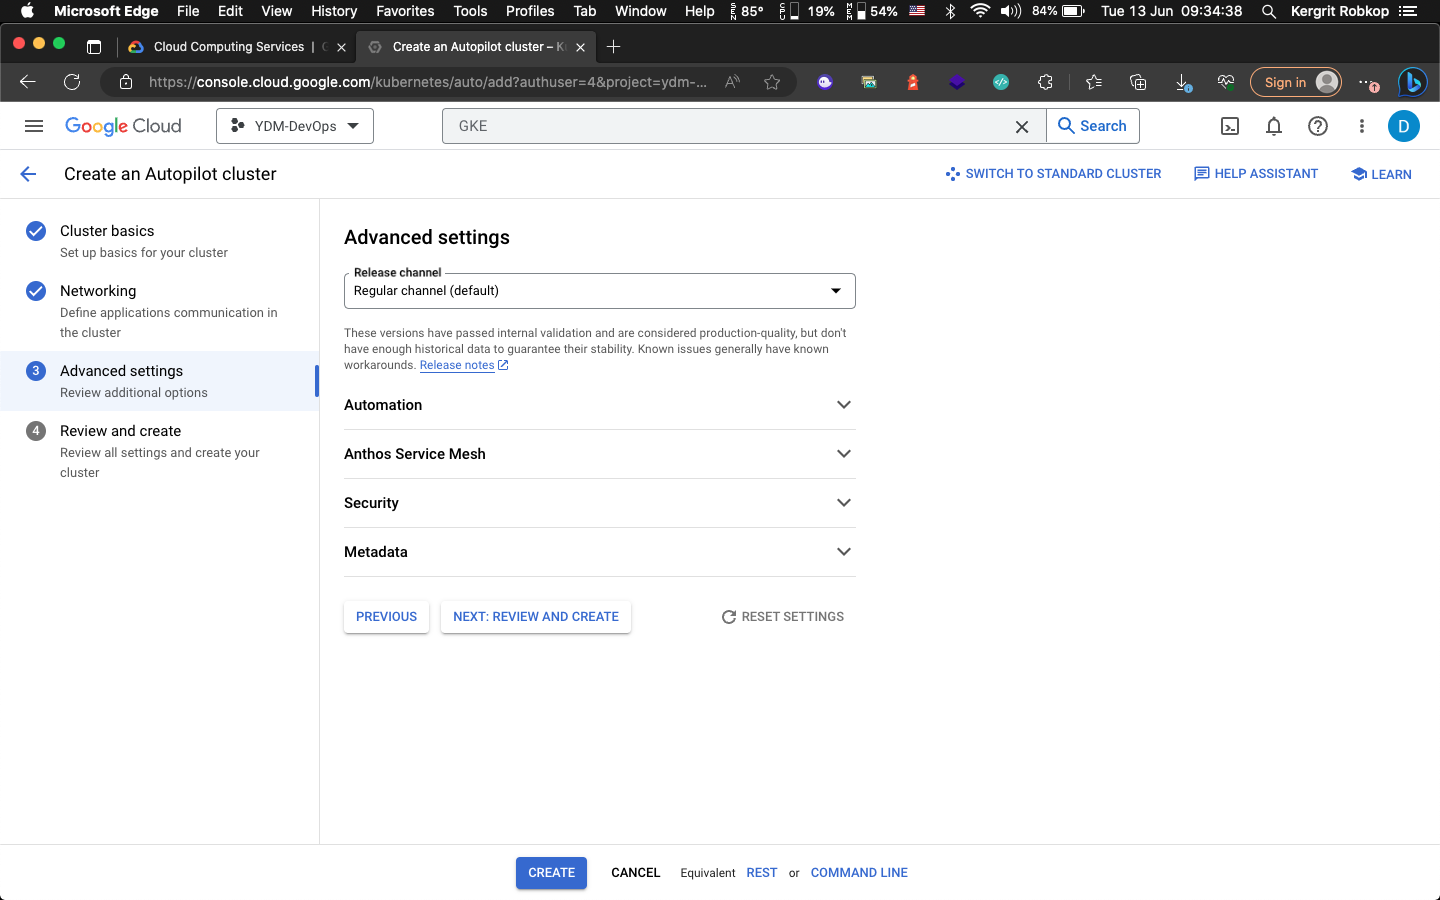 Microsoft Edge File Edit View History Favorites Tools Profiles Tab Window Help SEN 85° CPU 19% MEM 54% 84% Tue 13 Jun 09:34:38 Kergrit Robkop
Cloud Computing Services | G
Create an Autopilot cluster – K
https://console.cloud.google.com/kubernetes/auto/add?authuser=4&project=ydm-...
Sign in
Google Cloud
YDM-DevOps
GKE
Search
D
Create an Autopilot cluster
SWITCH TO STANDARD CLUSTER
HELP ASSISTANT
LEARN
Cluster basics
Set up basics for your cluster
Networking
Define applications communication in
the cluster
3 Advanced settings
Review additional options
4 Review and create
Review all settings and create your
cluster
Advanced settings
Release channel
Regular channel (default)
These versions have passed internal validation and are considered production-quality, but don't
have enough historical data to guarantee their stability. Known issues generally have known
workarounds. Release notes
Automation
Anthos Service Mesh
Security
Metadata
PREVIOUS
NEXT: REVIEW AND CREATE
RESET SETTINGS
CREATE
CANCEL
Equivalent REST or COMMAND LINE